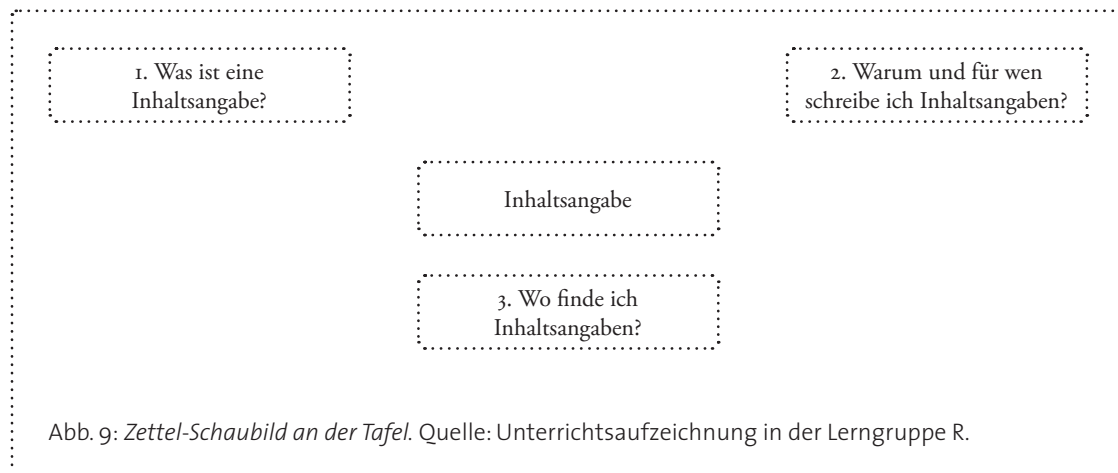 1. Was ist eine
Inhaltsangabe?
2. Warum und für wen
schreibe ich Inhaltsangaben?
Inhaltsangabe
3. Wo finde ich
Inhaltsangaben?
Abb. 9: Zettel-Schaubild an der Tafel. Quelle: Unterrichtsaufzeichnung in der Lerngruppe R.